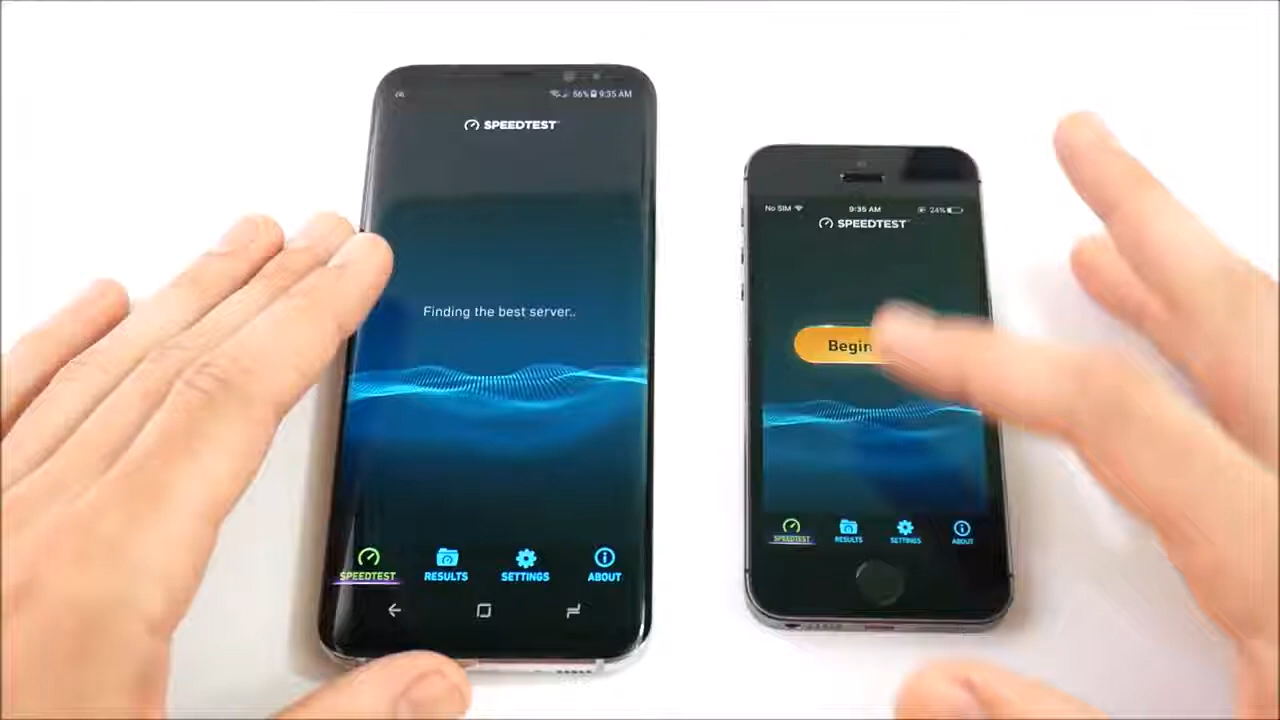 56% 9:35 AM
SPEEDTEST
Finding the best server..
SPEEDTEST RESULTS SETTINGS ABOUT
No SIM 9:35 AM 24%
SPEEDTEST
Begin
SPEEDTEST RESULTS SETTINGS ABOUT